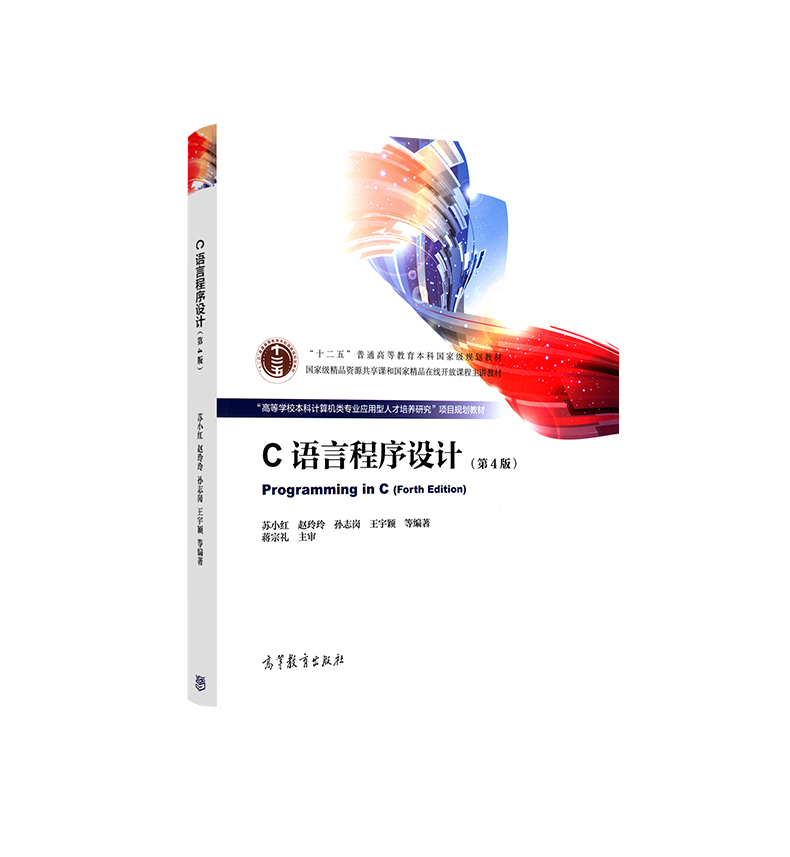 C 语言程序设计（第 4 版）
苏小红 赵玲玲 孙志岗 王宇颖 等编著
“十二五”普通高等教育本科国家级规划教材
国家级精品资源共享课和国家精品在线开放课程主讲教材
“高等学校本科计算机类专业应用型人才培养研究”项目规划教材
C 语言程序设计（第 4 版）
Programming in C (Forth Edition)
苏小红 赵玲玲 孙志岗 王宇颖 等编著
蒋宗礼 主审
高等教育出版社